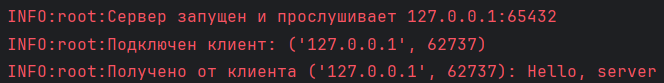 INFO:root:Сервер запущен и прослушивает 127.0.0.1:65432
INFO:root:Подключен клиент: ('127.0.0.1', 62737)
INFO:root:Получено от клиента ('127.0.0.1', 62737): Hello, server